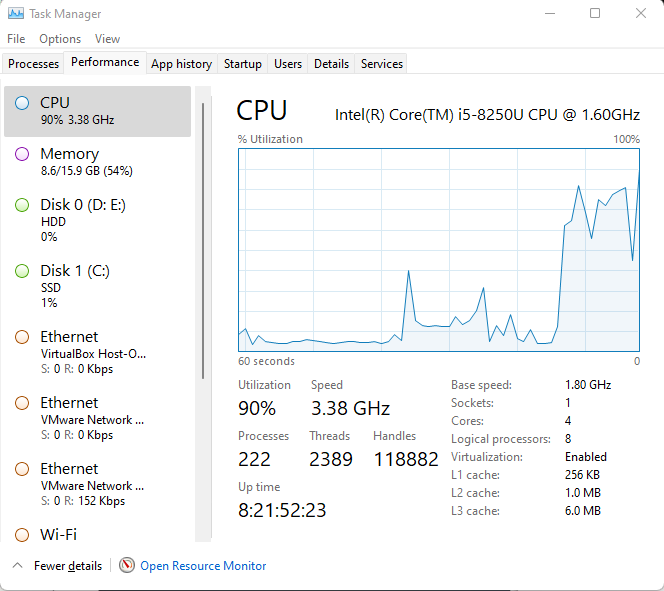 Task Manager
File Options View
Processes Performance App history Startup Users Details Services
CPU
90% 3.38 GHz
Memory
8.6/15.9 GB (54%)
Disk 0 (D: E:)
HDD
0%
Disk 1 (C:)
SSD
1%
Ethernet
VirtualBox Host-O...
S: 0 R: 0 Kbps
Ethernet
VMware Network ...
S: 0 R: 0 Kbps
Ethernet
VMware Network ...
S: 0 R: 152 Kbps
Wi-Fi
CPU Intel(R) Core(TM) i5-8250U CPU @ 1.60GHz
% Utilization 100%
60 seconds 0
Utilization Speed
90% 3.38 GHz
Processes Threads Handles
222 2389 118882
Up time
8:21:52:23
Base speed: 1.80 GHz
Sockets: 1
Cores: 4
Logical processors: 8
Virtualization: Enabled
L1 cache: 256 KB
L2 cache: 1.0 MB
L3 cache: 6.0 MB
Fewer details Open Resource Monitor